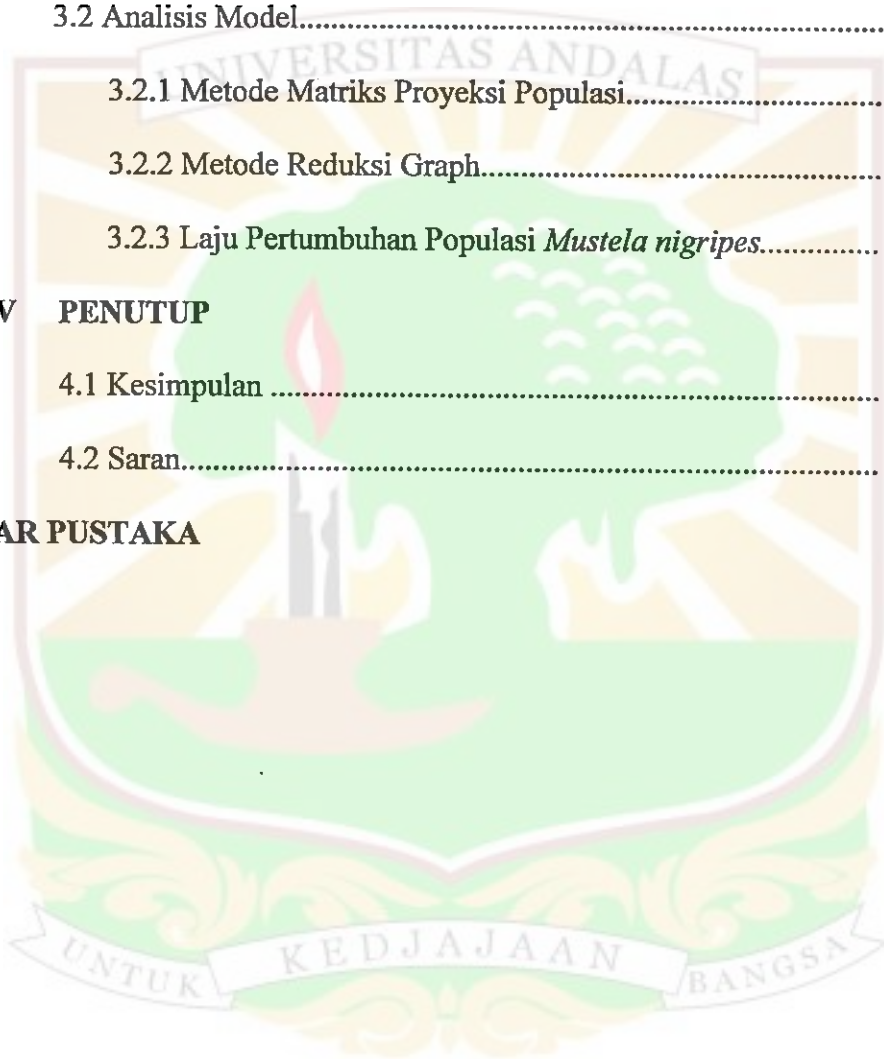 3.2 Analisis Model................................................................................
UNIVERSITAS ANDALAS
3.2.1 Metode Matriks Proyeksi Populasi..............................
3.2.2 Metode Reduksi Graph..................................................
3.2.3 Laju Pertumbuhan Populasi Mustela nigripes..............
V PENUTUP
4.1 Kesimpulan .........................................................................
4.2 Saran....................................................................................
AR PUSTAKA
UNTUK KEDJAJAAN BANGSA